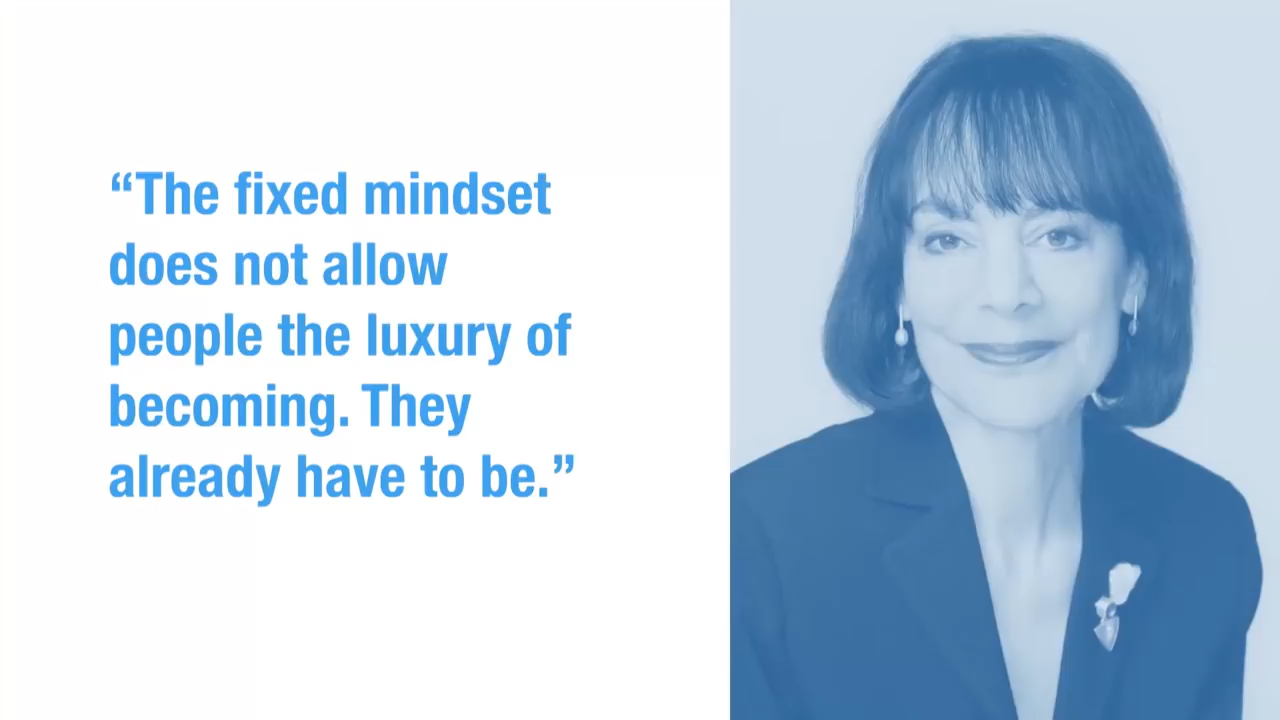 “The fixed mindset
does not allow
people the luxury of
becoming. They
already have to be.”